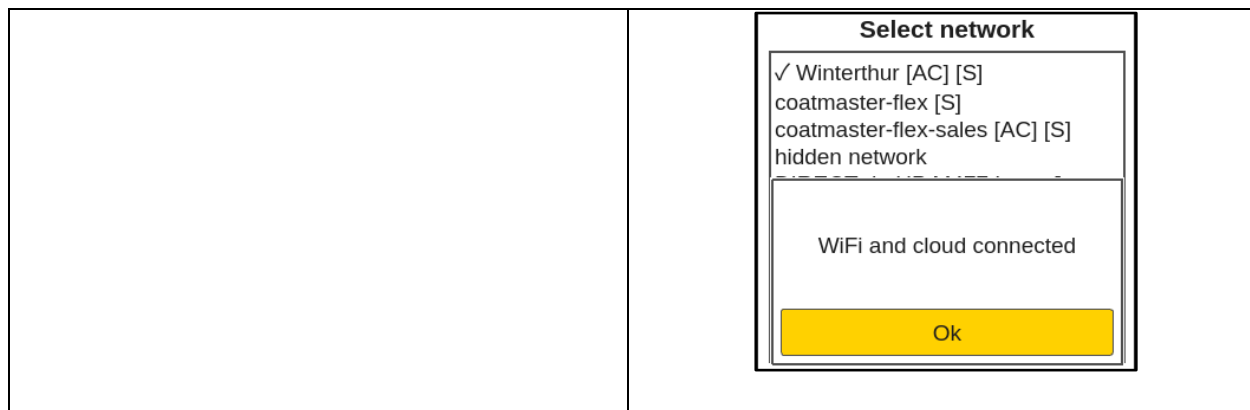 Select network
✓ Winterthur [AC] [S]
coatmaster-flex [S]
coatmaster-flex-sales [AC] [S]
hidden network
WiFi and cloud connected
Ok